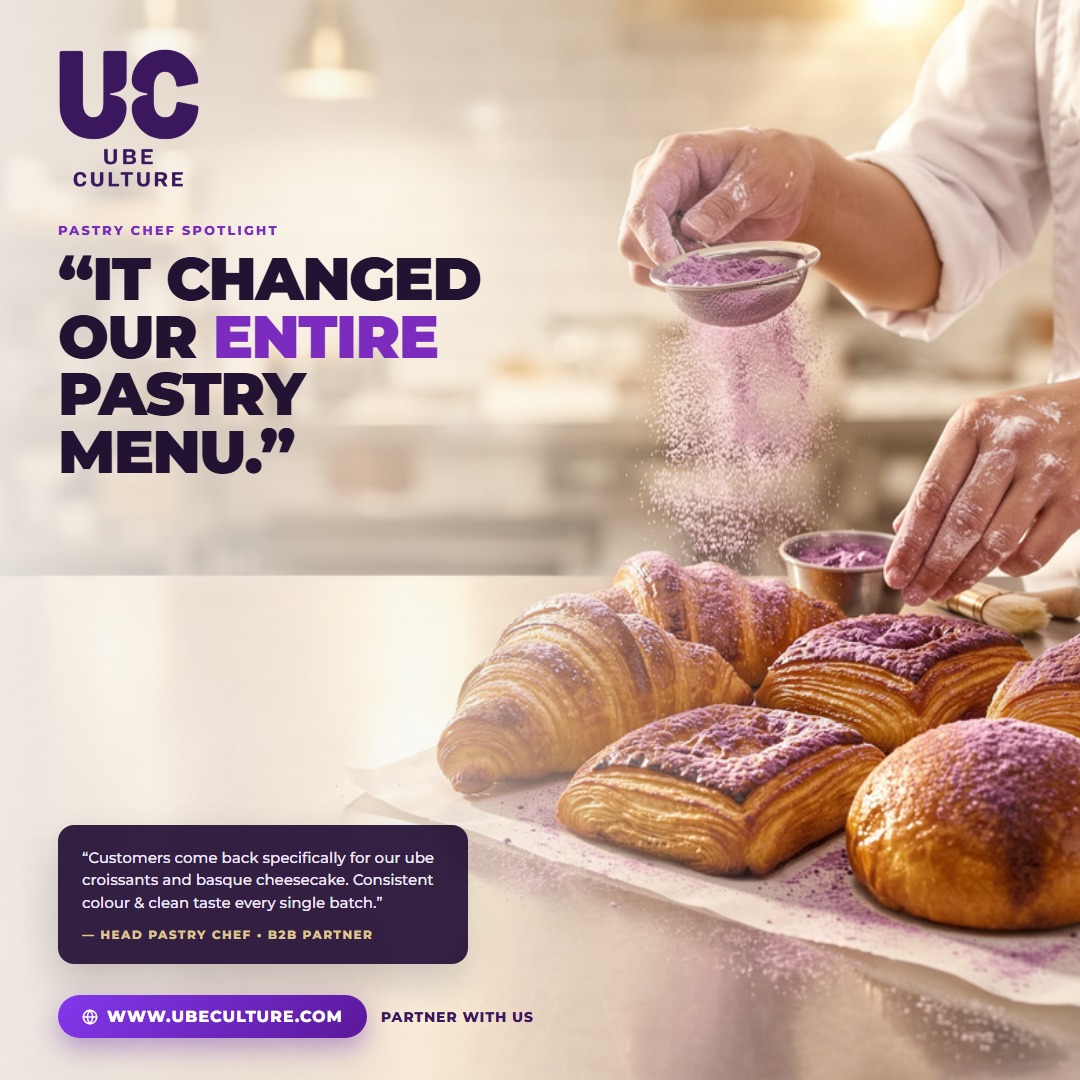 UC
UBE
CULTURE
PASTRY CHEF SPOTLIGHT
“IT CHANGED
OUR ENTIRE
PASTRY
MENU.”
“Customers come back specifically for our ube
croissants and basque cheesecake. Consistent
colour & clean taste every single batch.”
— HEAD PASTRY CHEF • B2B PARTNER
WWW.UBECULTURE.COM PARTNER WITH US